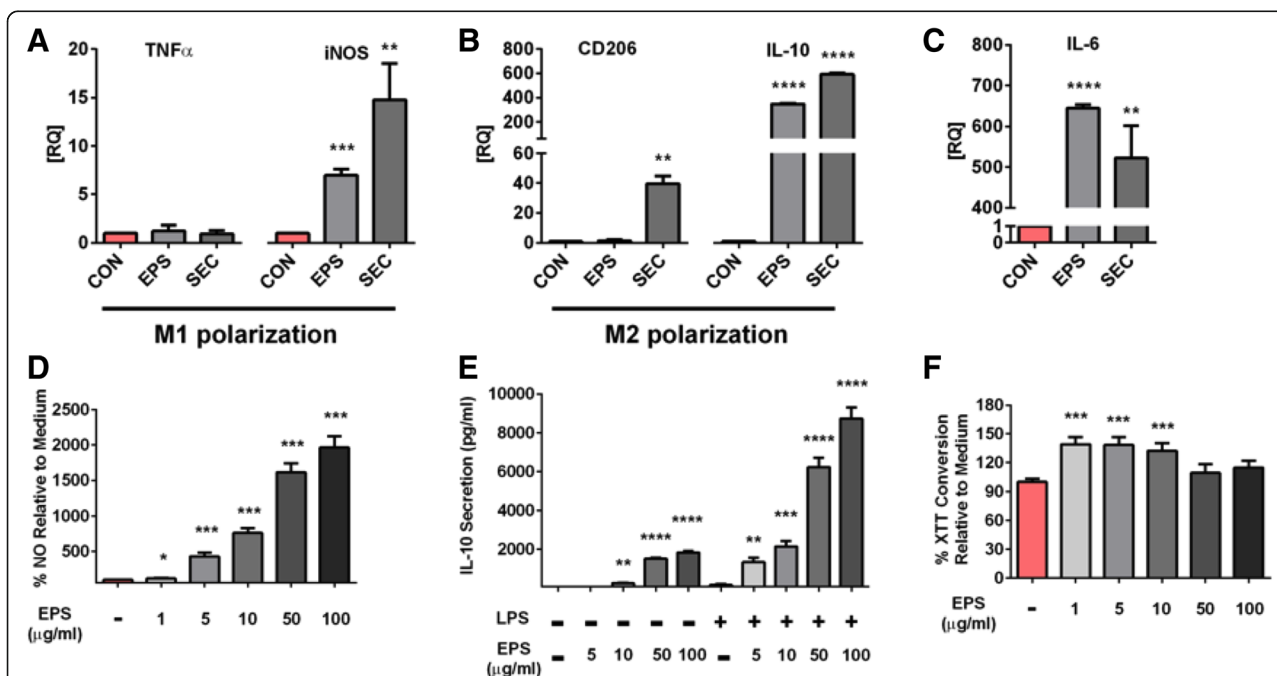 A
TNFα
iNOS
**
***
20
15
10
5
0
[RQ]
CON
EPS
SEC
CON
EPS
SEC
M1 polarization
B
CD206
IL-10
****
****
**
800
600
400
200
60
40
20
0
[RQ]
CON
EPS
SEC
CON
EPS
SEC
M2 polarization
C
IL-6
****
**
800
700
600
500
400
1
0
[RQ]
CON
EPS
SEC
D
% NO Relative to Medium
2500
2000
1500
1000
500
*
***
***
***
***
EPS - 1 5 10 50 100
(μg/ml)
E
IL-10 Secretion (pg/ml)
10000
8000
6000
4000
2000
**
****
****
**
***
****
****
LPS - - - - - + + + + +
EPS - 5 10 50 100 - 5 10 50 100
(μg/ml)
F
% XTT Conversion
Relative to Medium
180
150
120
90
60
30
0
***
***
***
EPS - 1 5 10 50 100
(μg/ml)